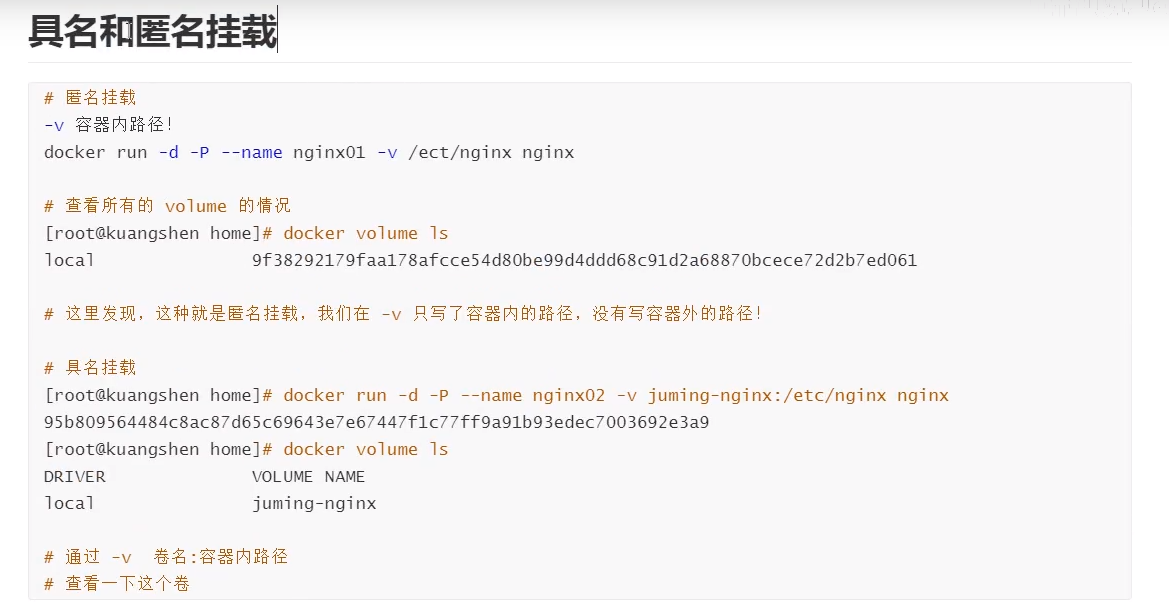 具名和匿名挂载
# 匿名挂载
-v 容器内路径!
docker run -d -P --name nginx01 -v /ect/nginx nginx
# 查看所有的 volume 的情况
[root@kuangshen home]# docker volume ls
local 9f38292179faa178afcce54d80be99d4ddd68c91d2a68870bcece72d2b7ed061
# 这里发现，这种就是匿名挂载，我们在 -v 只写了容器内的路径，没有写容器外的路径！
# 具名挂载
[root@kuangshen home]# docker run -d -P --name nginx02 -v juming-nginx:/etc/nginx nginx
95b809564484c8ac87d65c69643e7e67447f1c77ff9a91b93edec7003692e3a9
[root@kuangshen home]# docker volume ls
DRIVER VOLUME NAME
local juming-nginx
# 通过 -v 卷名:容器内路径
# 查看一下这个卷